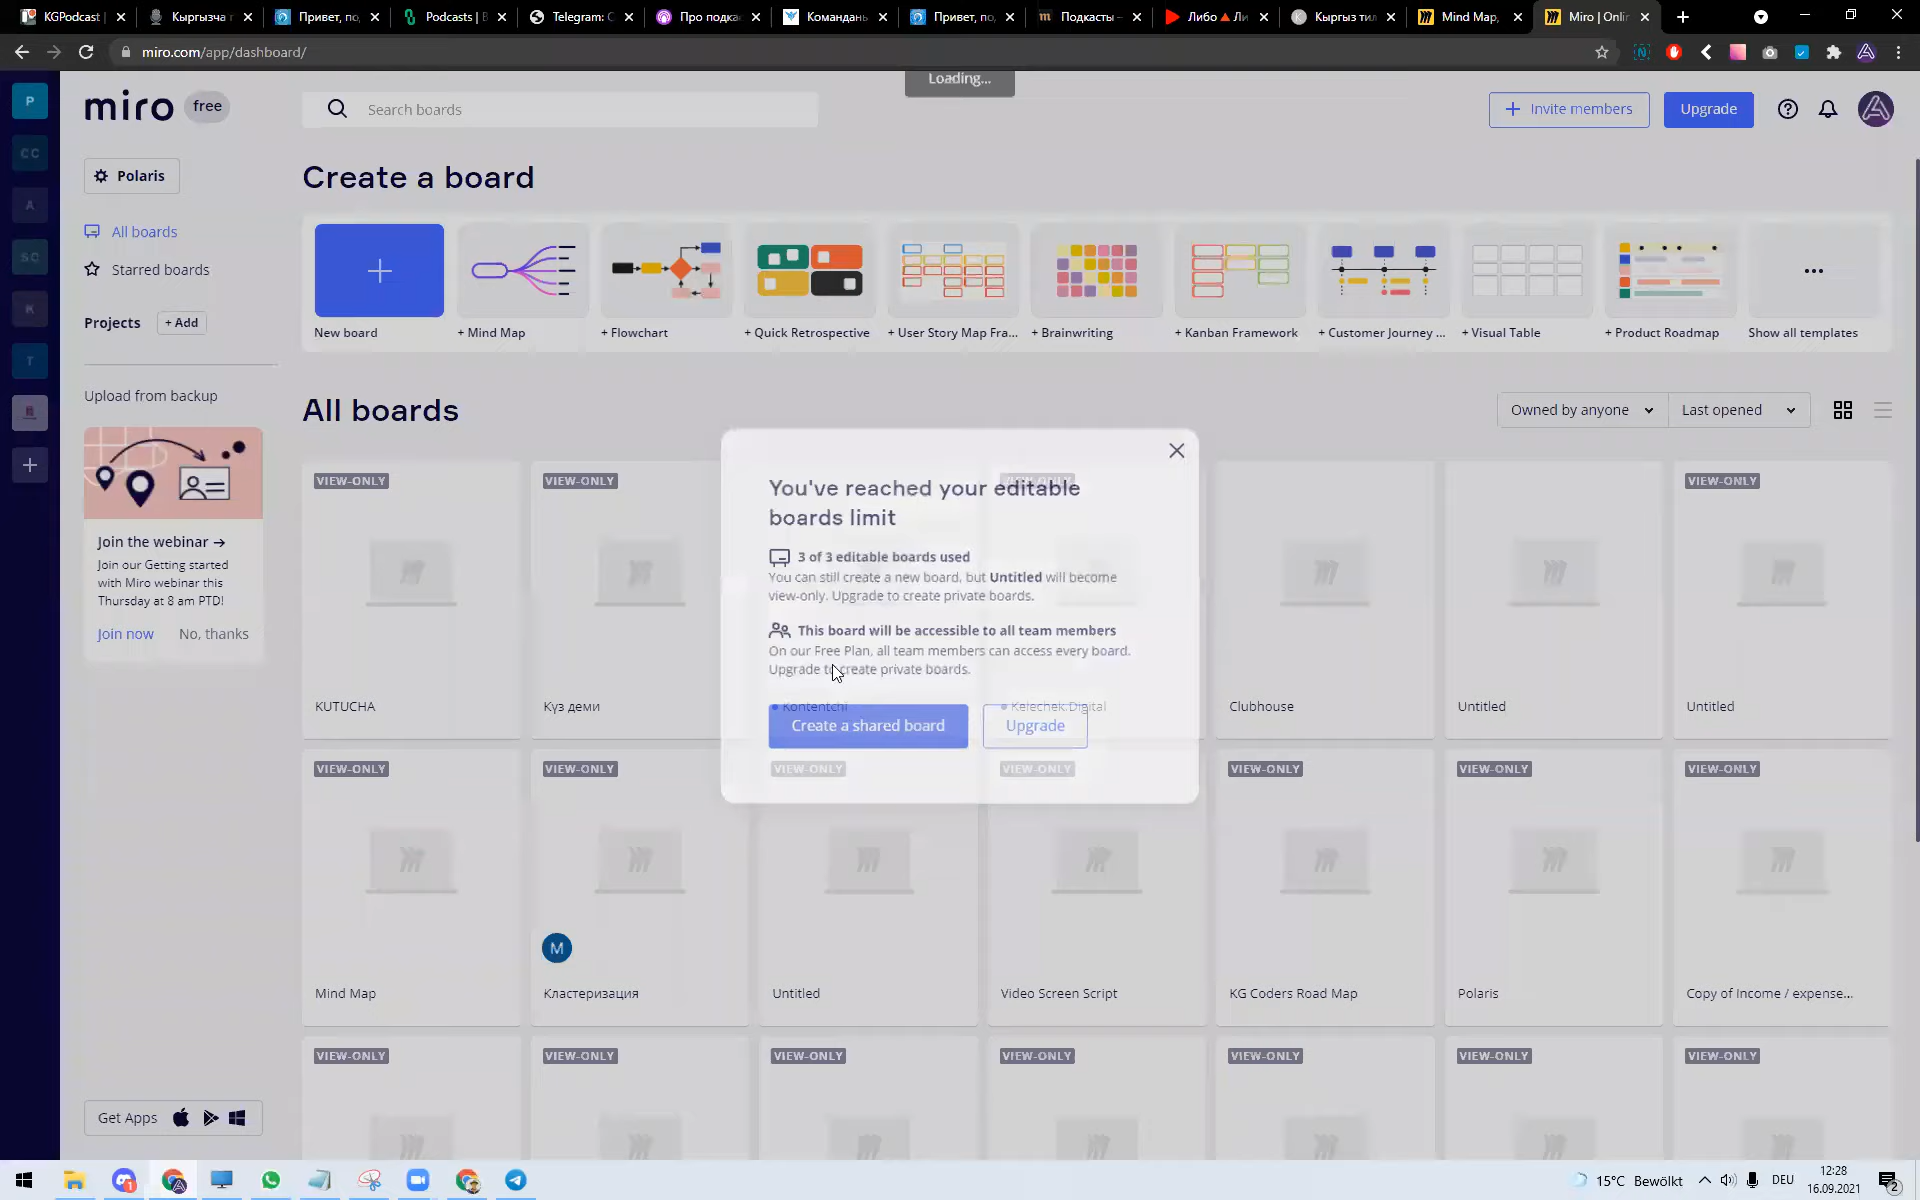 KGPodcast |
Кыргызча п
Привет, по,
Podcasts | B
Telegram: C
Про подка
Командны
Привет, по,
Подкасты –
Либо ▲ Ли
Кыргыз тил
Mind Map,
Miro | Onlin
miro.com/app/dashboard/
Loading...
P
CC
A
SC
K
T
miro free
Search boards
Invite members
Upgrade
Polaris
All boards
Starred boards
Projects
+ Add
Upload from backup
Join the webinar →
Join our Getting started
with Miro webinar this
Thursday at 8 am PTD!
Join now
No, thanks
Get Apps
Create a board
New board
+ Mind Map
+ Flowchart
+ Quick Retrospective
+ User Story Map Fra...
+ Brainwriting
+ Kanban Framework
+ Customer Journey ...
+ Visual Table
+ Product Roadmap
Show all templates
All boards
Owned by anyone
Last opened
VIEW-ONLY
VIEW-ONLY
VIEW-ONLY
VIEW-ONLY
You've reached your editable
boards limit
3 of 3 editable boards used
You can still create a new board, but Untitled will become
view-only. Upgrade to create private boards.
This board will be accessible to all team members
On our Free Plan, all team members can access every board.
Upgrade to create private boards.
Create a shared board
Upgrade
KUTUCHA
Күз деми
Kontentchi
Kelechek.Digital
Clubhouse
Untitled
Untitled
VIEW-ONLY
VIEW-ONLY
VIEW-ONLY
VIEW-ONLY
VIEW-ONLY
VIEW-ONLY
VIEW-ONLY
M
Mind Map
Кластеризация
Untitled
Video Screen Script
KG Coders Road Map
Polaris
Copy of Income / expense...
VIEW-ONLY
VIEW-ONLY
VIEW-ONLY
VIEW-ONLY
VIEW-ONLY
VIEW-ONLY
VIEW-ONLY
15°C Bewölkt
DEU
12:28
16.09.2021
2